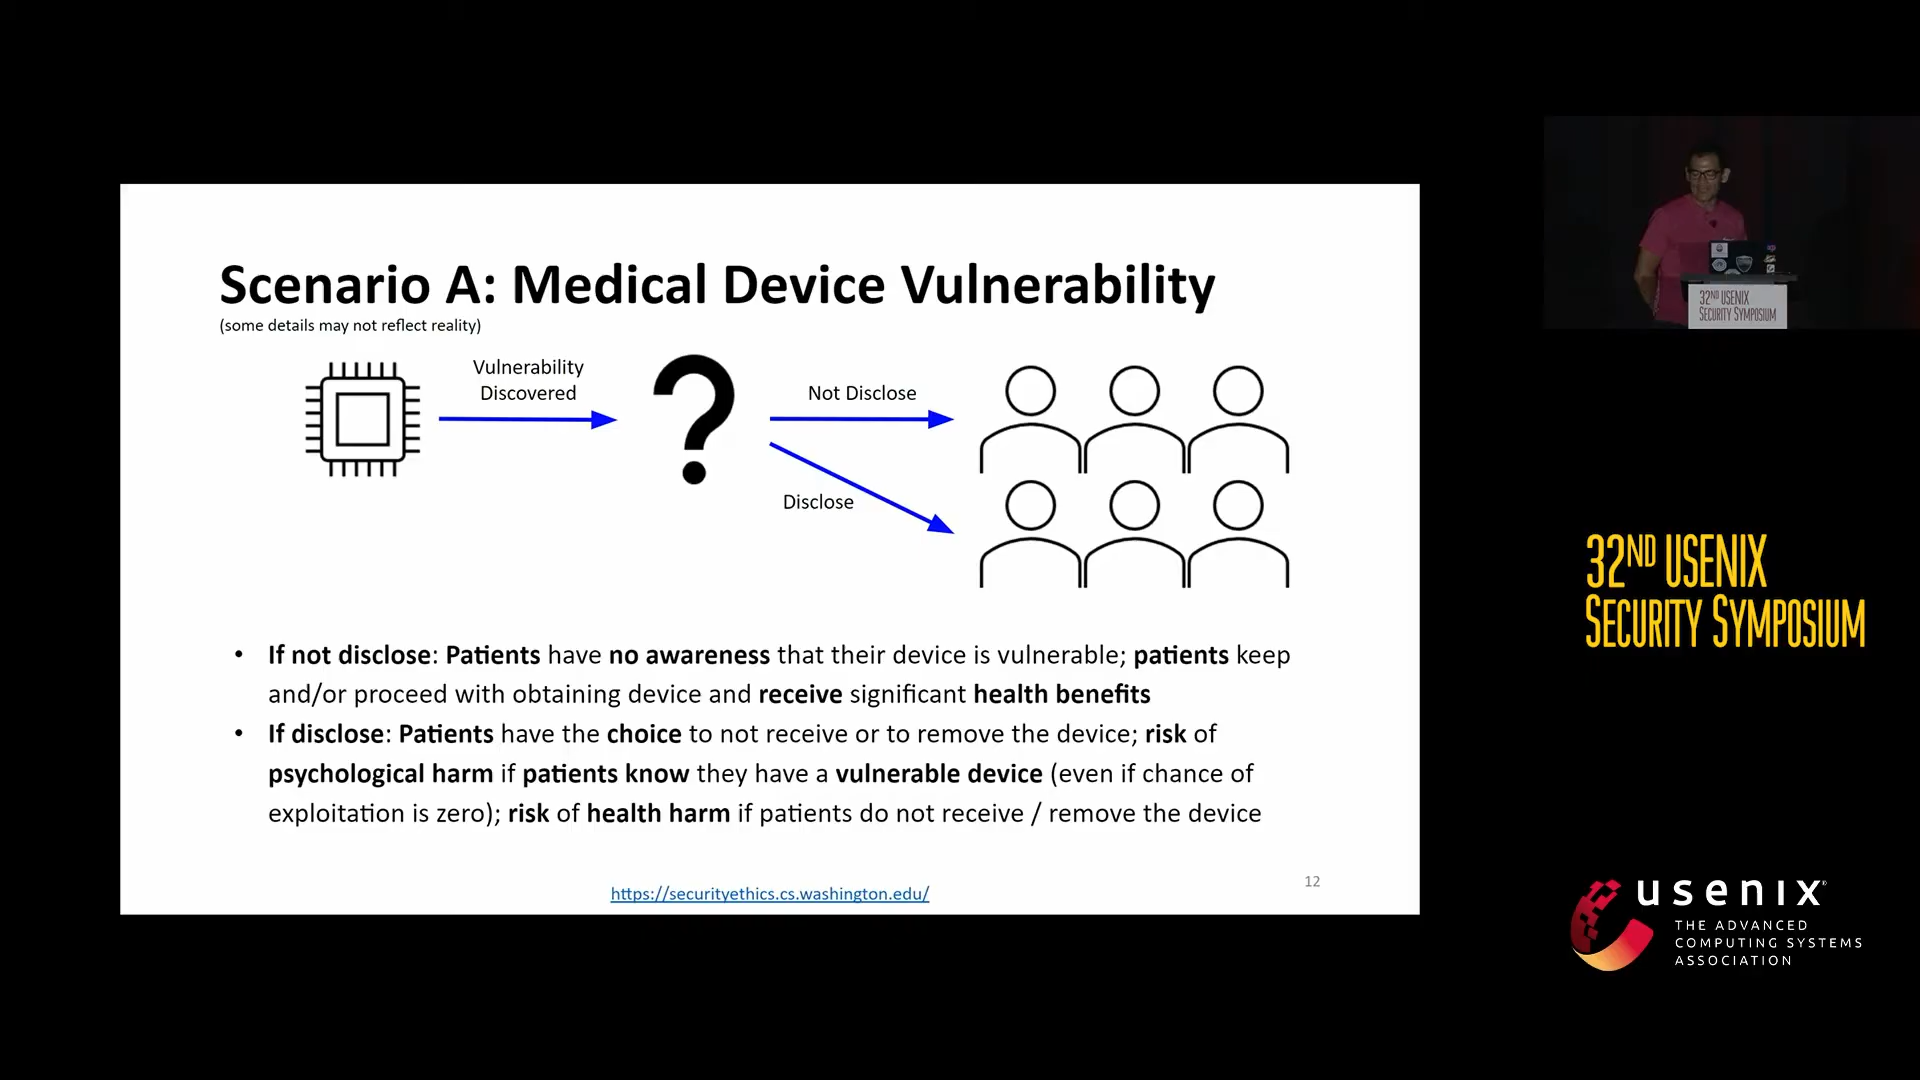 Scenario A: Medical Device Vulnerability
(some details may not reflect reality)
Vulnerability
Discovered
?
Not Disclose
Disclose
• If not disclose: Patients have no awareness that their device is vulnerable; patients keep
and/or proceed with obtaining device and receive significant health benefits
• If disclose: Patients have the choice to not receive or to remove the device; risk of
psychological harm if patients know they have a vulnerable device (even if chance of
exploitation is zero); risk of health harm if patients do not receive / remove the device
https://securityethics.cs.washington.edu/
12
32ND USENIX
SECURITY SYMPOSIUM
32ND USENIX
SECURITY SYMPOSIUM
usenix®
THE ADVANCED
COMPUTING SYSTEMS
ASSOCIATION